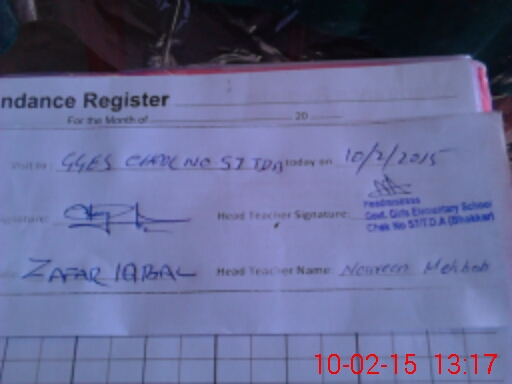 ndance Register
For the Month of 20
Visit to: GGES CHAK NO 57 TDA today on 10/2/2015
Signature: Head Teacher Signature:
Headmistress
Govt. Girls Elementary School
Chak No 57/T.D.A (Bhakkar)
ZAFAR IQBAL Head Teacher Name: Noureen Mehboob
10-02-15 13:17